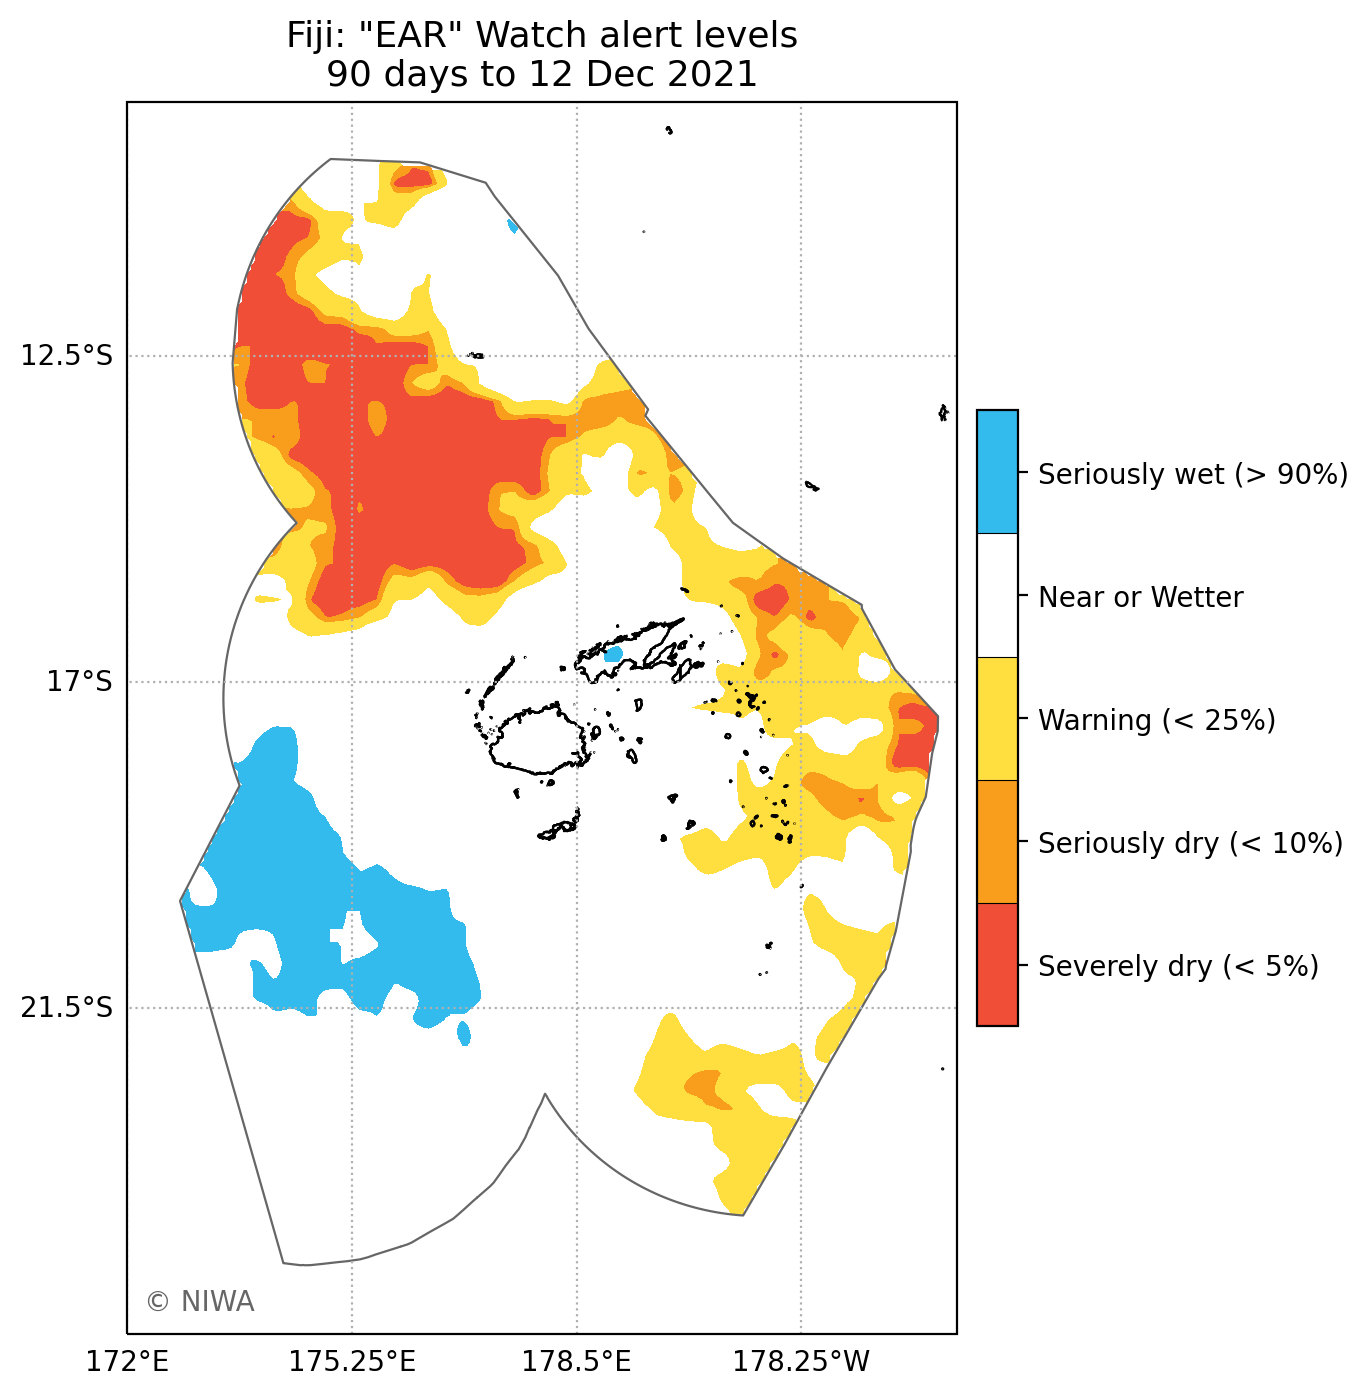 Fiji: "EAR" Watch alert levels
90 days to 12 Dec 2021
12.5°S
17°S
21.5°S
172°E
175.25°E
178.5°E
178.25°W
© NIWA
Seriously wet (> 90%)
Near or Wetter
Warning (< 25%)
Seriously dry (< 10%)
Severely dry (< 5%)